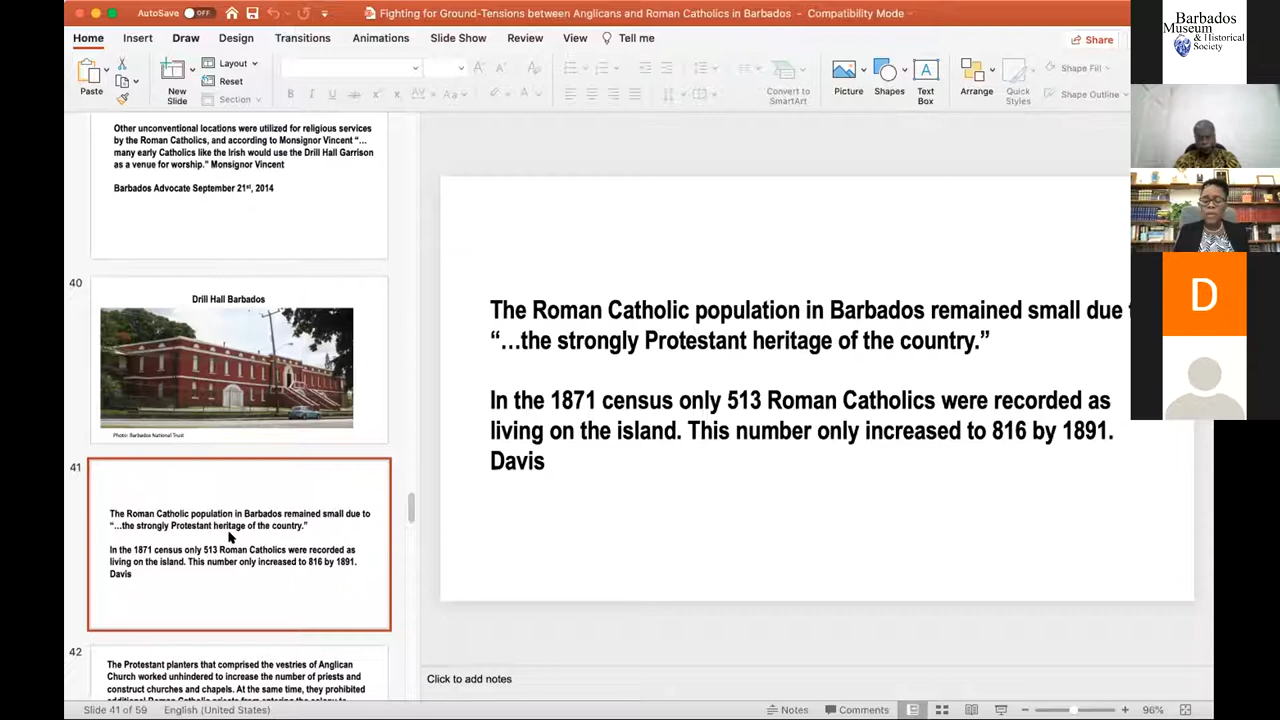 AutoSave OFF
Fighting for Ground-Tensions between Anglicans and Roman Catholics in Barbados - Compatibility Mode
Home Insert Draw Design Transitions Animations Slide Show Review View Tell me
Share
Paste
New
Slide
Layout
Reset
Section
Convert to
SmartArt
Picture
Shapes
Text
Box
Arrange
Quick
Styles
Shape Fill
Shape Outline
Other unconventional locations were utilized for religious services
by the Roman Catholics, and according to Monsignor Vincent “…
many early Catholics like the Irish would use the Drill Hall Garrison
as a venue for worship.” Monsignor Vincent
Barbados Advocate September 21st, 2014
40
Drill Hall Barbados
Photo: Barbados National Trust
41
The Roman Catholic population in Barbados remained small due to
“…the strongly Protestant heritage of the country.”
In the 1871 census only 513 Roman Catholics were recorded as
living on the island. This number only increased to 816 by 1891.
Davis
42
The Protestant planters that comprised the vestries of Anglican
Church worked unhindered to increase the number of priests and
construct churches and chapels. At the same time, they prohibited
The Roman Catholic population in Barbados remained small due
“…the strongly Protestant heritage of the country.”
In the 1871 census only 513 Roman Catholics were recorded as
living on the island. This number only increased to 816 by 1891.
Davis
Click to add notes
Slide 41 of 59
English (United States)
Notes
Comments
96%
Barbados
Museum
& Historical
Society
D